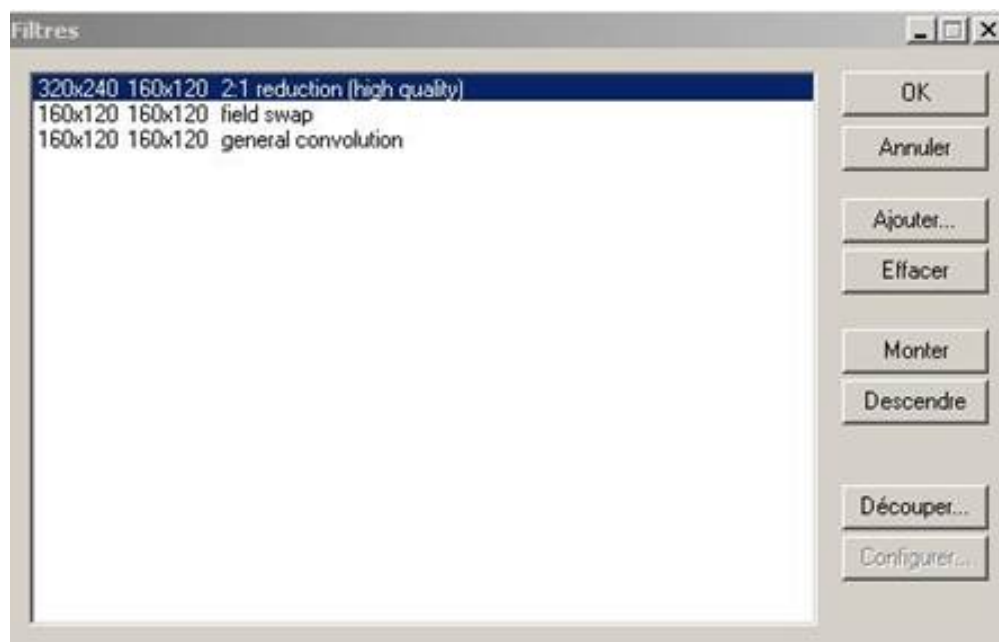 Filtres
320x240 160x120 2:1 reduction (high quality)
160x120 160x120 field swap
160x120 160x120 general convolution
OK
Annuler
Ajouter...
Effacer
Monter
Descendre
Découper...
Configurer...